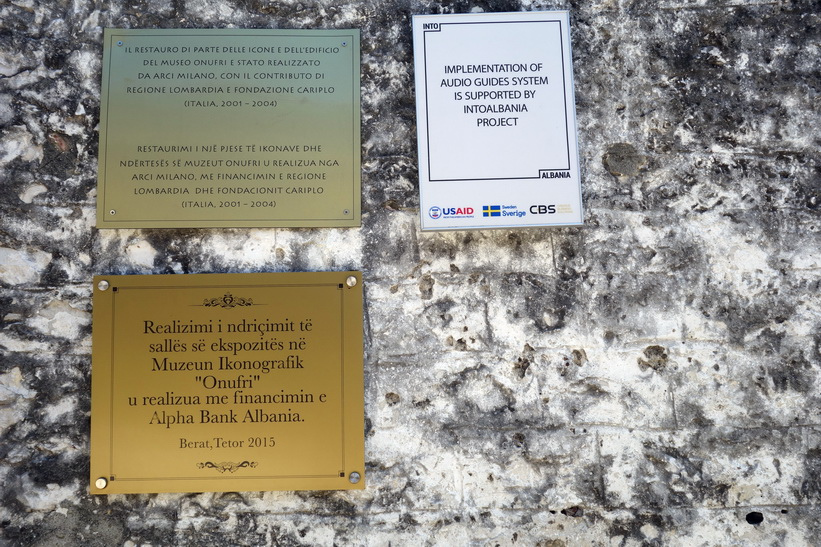 IL RESTAURO DI PARTE DELLE ICONE E DELL'EDIFICIO
DEL MUSEO ONUFRI E STATO REALIZZATO
DA ARCI MILANO, CON IL CONTRIBUTO DI
REGIONE LOMBARDIA E FONDAZIONE CARIPLO
(ITALIA, 2001 – 2004)
RESTAURIMI I NJË PJESE TË IKONAVE DHE
NDËRTESËS SË MUZEUT ONUFRI U REALIZUA NGA
ARCI MILANO, ME FINANCIMIN E REGIONE
LOMBARDIA DHE FONDACIONIT CARIPLO
(ITALIA, 2001 – 2004)
INTO
IMPLEMENTATION OF
AUDIO GUIDES SYSTEM
IS SUPPORTED BY
INTOALBANIA
PROJECT
ALBANIA
USAID
Sweden
Sverige
CBS
Realizimi i ndriçimit të
sallës së ekspozitës në
Muzeun Ikonografik
"Onufri"
u realizua me financimin e
Alpha Bank Albania.
Berat,Tetor 2015